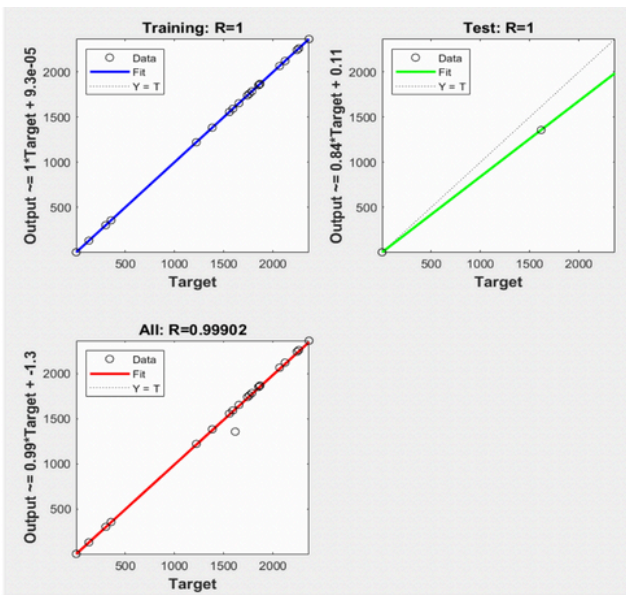 Training: R=1
Output ~= 1*Target + 9.3e-05
Data
Fit
Y = T
2000
1500
1000
500
500 1000 1500 2000
Target
Test: R=1
Output ~= 0.84*Target + 0.11
Data
Fit
Y = T
2000
1500
1000
500
500 1000 1500 2000
Target
All: R=0.99902
Output ~= 0.99*Target + -1.3
Data
Fit
Y = T
2000
1500
1000
500
500 1000 1500 2000
Target